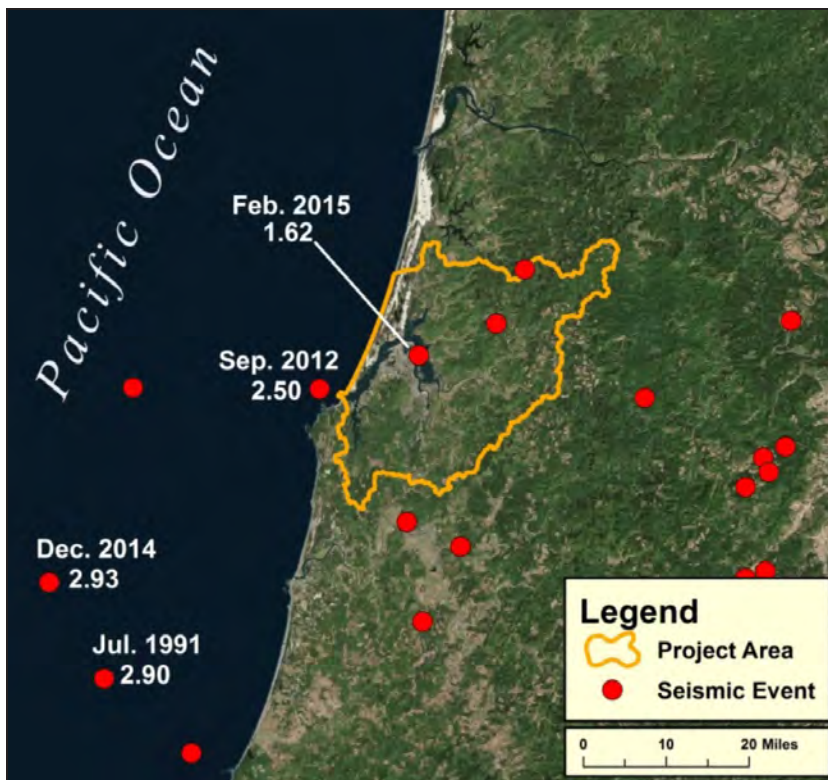 Pacific Ocean
Feb. 2015
1.62
Sep. 2012
2.50
Dec. 2014
2.93
Jul. 1991
2.90
Legend
Project Area
Seismic Event
0 10 20 Miles